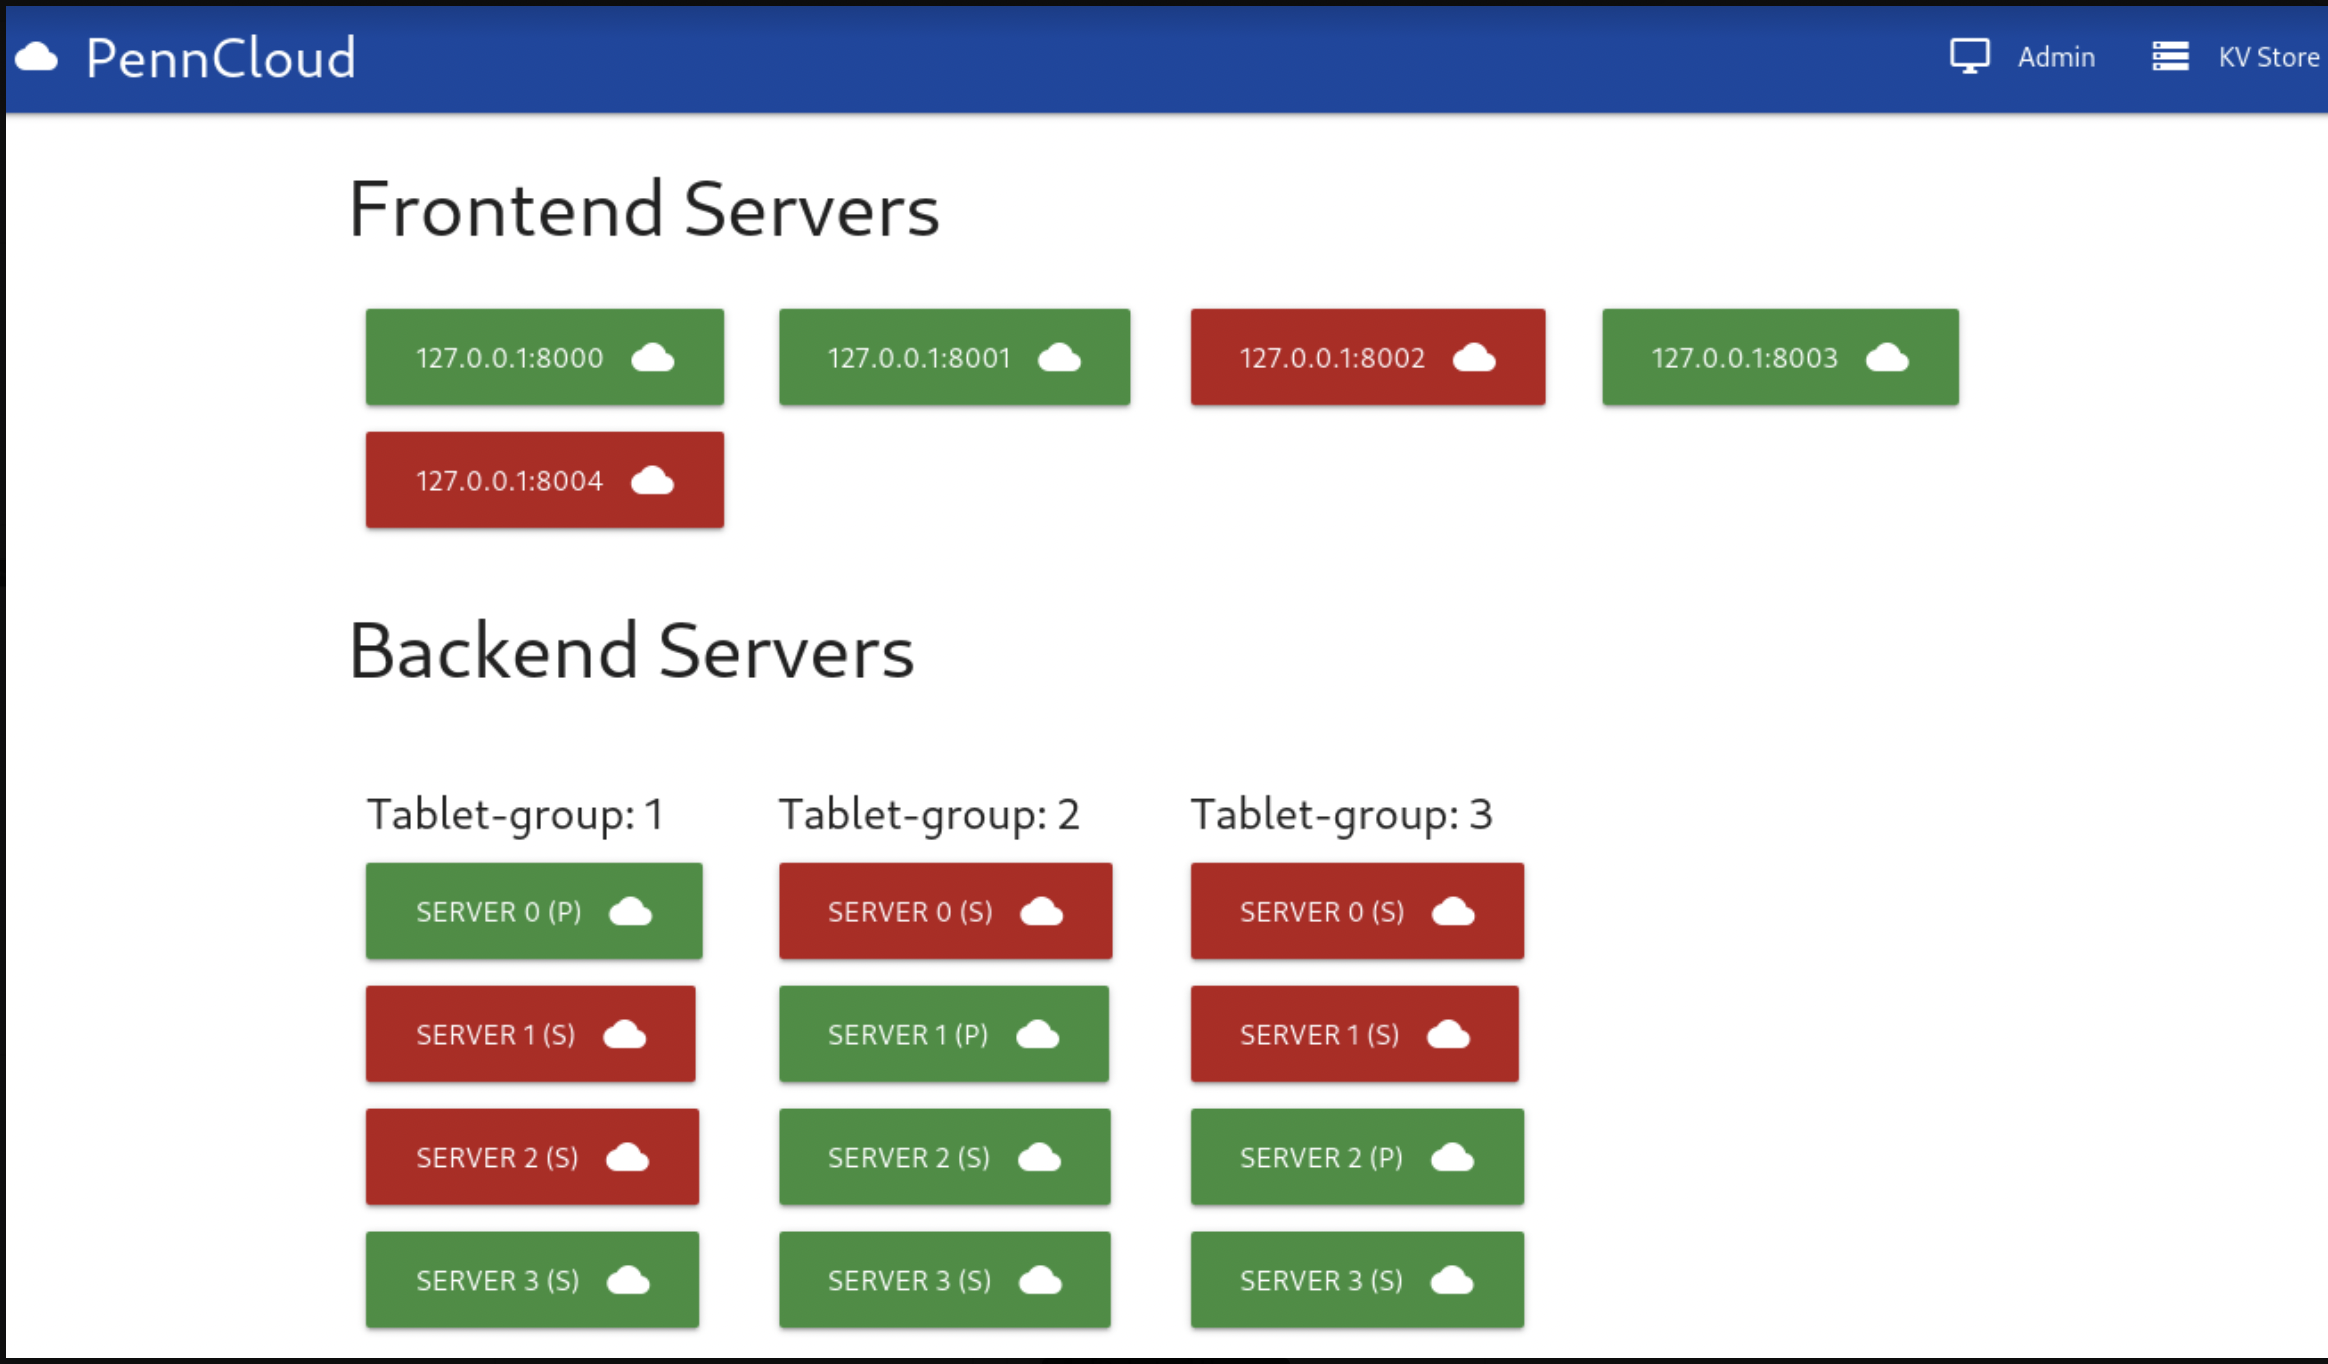 PennCloud
Admin
KV Store
Frontend Servers
127.0.0.1:8000
127.0.0.1:8001
127.0.0.1:8002
127.0.0.1:8003
127.0.0.1:8004
Backend Servers
Tablet-group: 1
Tablet-group: 2
Tablet-group: 3
SERVER 0 (P)
SERVER 0 (S)
SERVER 0 (S)
SERVER 1 (S)
SERVER 1 (P)
SERVER 1 (S)
SERVER 2 (S)
SERVER 2 (S)
SERVER 2 (P)
SERVER 3 (S)
SERVER 3 (S)
SERVER 3 (S)